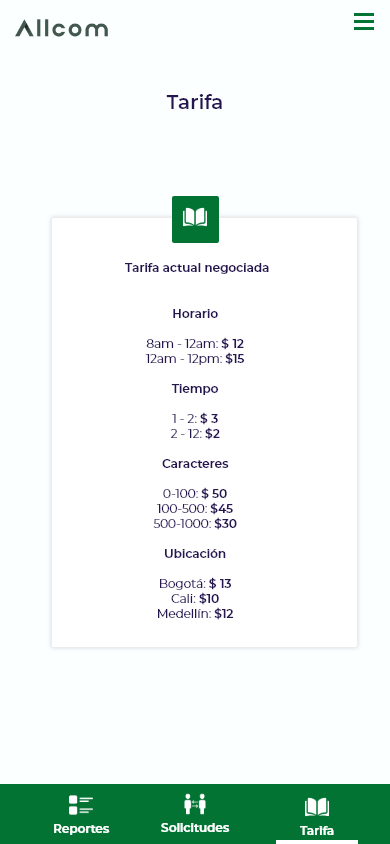 Allcom
Tarifa
Tarifa actual negociada
Horario
8am - 12am: $ 12
12am - 12pm: $15
Tiempo
1 - 2: $ 3
2 - 12: $2
Caracteres
0-100: $ 50
100-500: $45
500-1000: $30
Ubicación
Bogotá: $ 13
Cali: $10
Medellín: $12
Reportes
Solicitudes
Tarifa